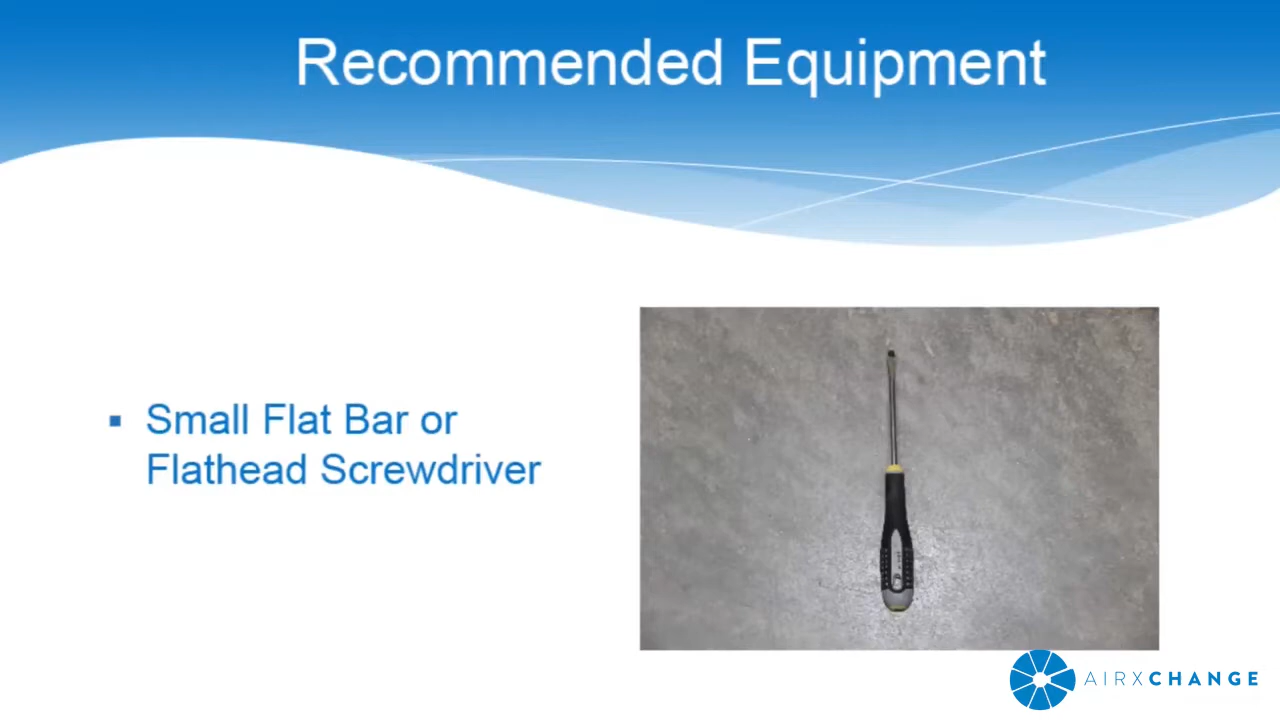 Recommended Equipment
▪ Small Flat Bar or
Flathead Screwdriver
AIRXCHANGE